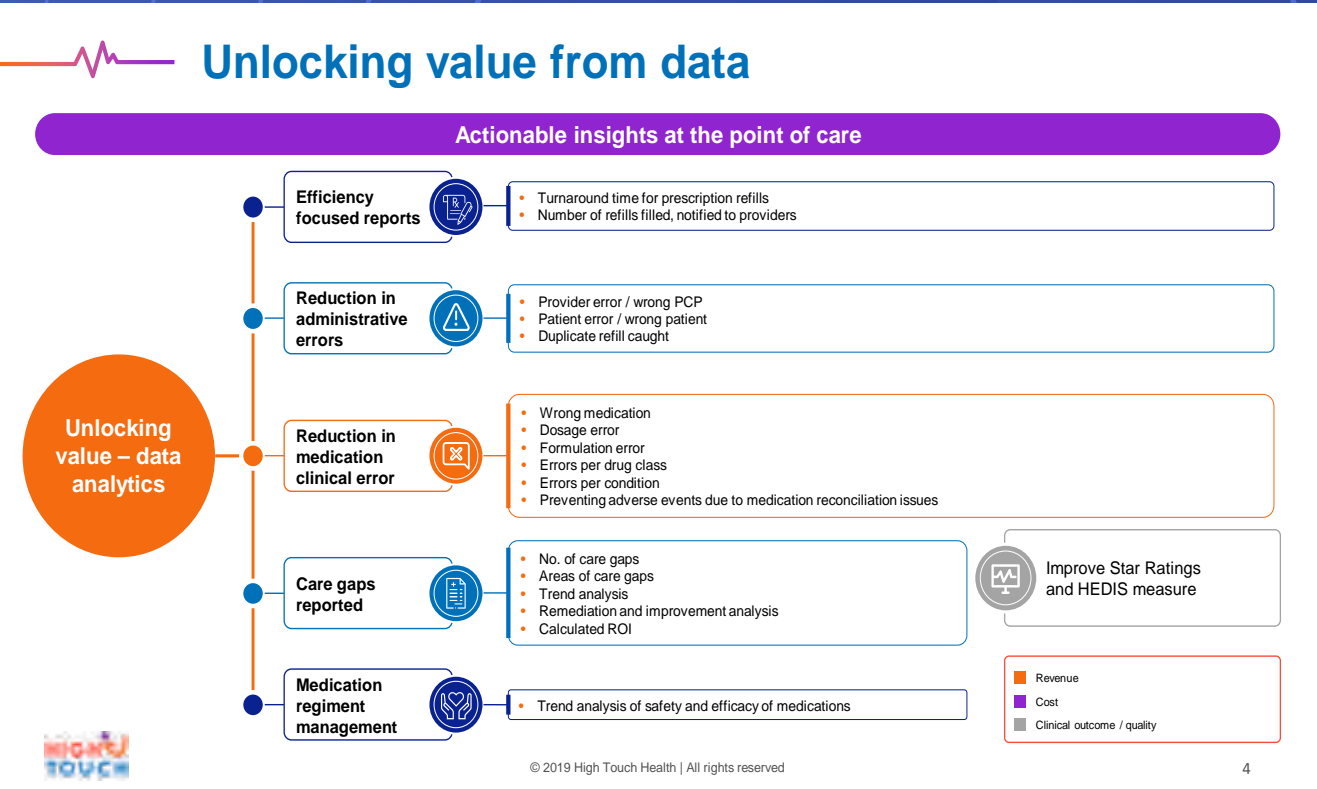 Unlocking value from data
Actionable insights at the point of care
Unlocking
value – data
analytics
Efficiency
focused reports
• Turnaround time for prescription refills
• Number of refills filled, notified to providers
Reduction in
administrative
errors
• Provider error / wrong PCP
• Patient error / wrong patient
• Duplicate refill caught
Reduction in
medication
clinical error
• Wrong medication
• Dosage error
• Formulation error
• Errors per drug class
• Errors per condition
• Preventing adverse events due to medication reconciliation issues
Care gaps
reported
• No. of care gaps
• Areas of care gaps
• Trend analysis
• Remediation and improvement analysis
• Calculated ROI
Improve Star Ratings
and HEDIS measure
Medication
regiment
management
• Trend analysis of safety and efficacy of medications
Revenue
Cost
Clinical outcome / quality
HIGH
TOUCH
© 2019 High Touch Health | All rights reserved
4